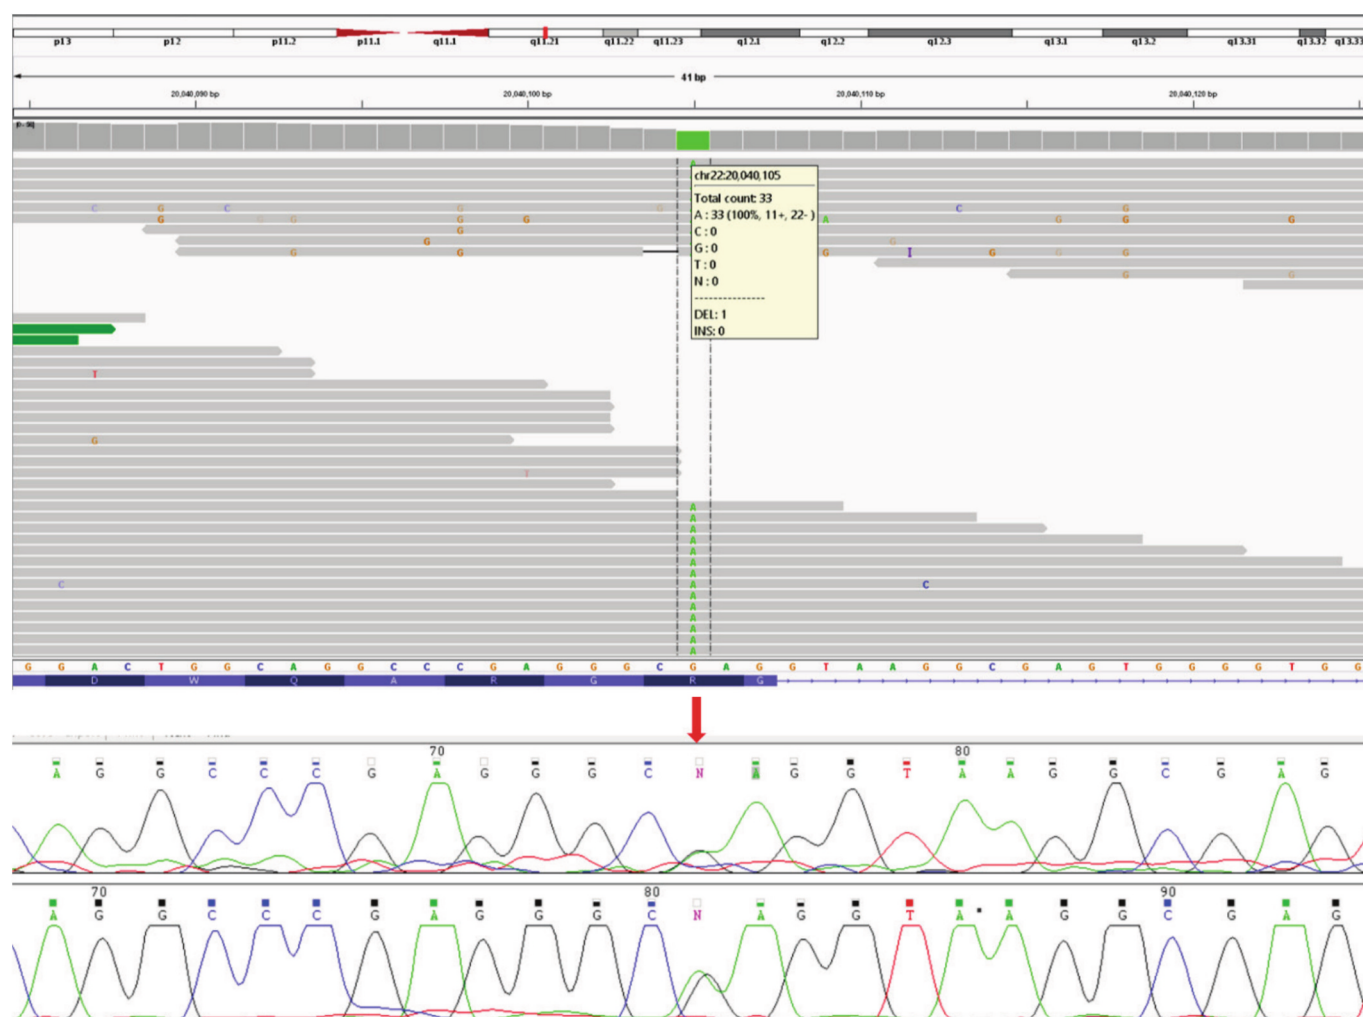 p13 p12 p11.2 p11.1 q11.1 q11.21 q11.22 q11.23 q12.1 q12.2 q12.3 q13.1 q13.2 q13.31 q13.32 q13.33
41 bp
20,040,090 bp 20,040,100 bp 20,040,110 bp 20,040,120 bp
A
chr22:20,040,105
Total count: 33
A : 33 (100%, 11+, 22- )
C : 0
G : 0
T : 0
N : 0
---------------
DEL: 1
INS: 0
C G C G G C G
G G G G G A G G G
G
G G
G G G I G G G
G G
T
G
T
A
A
A
A
A
A
A
C A C
A
A
A
A
A
A
G G A C T G G C A G G C C C G A G G G C G A G G T A A G G C G A G T G G G G T G G
D W Q A R G R G
70 80
A G G C C C G A G G G C N A G G T A A G G C G A G
70 80 90
A G G C C C G A G G G C N A G G T A A G G C G A G